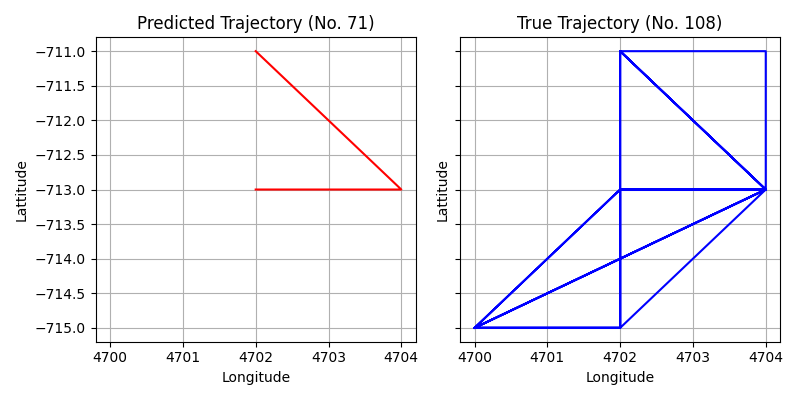 Predicted Trajectory (No. 71)
True Trajectory (No. 108)
−711.0
−711.5
−712.0
−712.5
−713.0
−713.5
−714.0
−714.5
−715.0
Lattitude
Lattitude
4700 4701 4702 4703 4704
4700 4701 4702 4703 4704
Longitude
Longitude